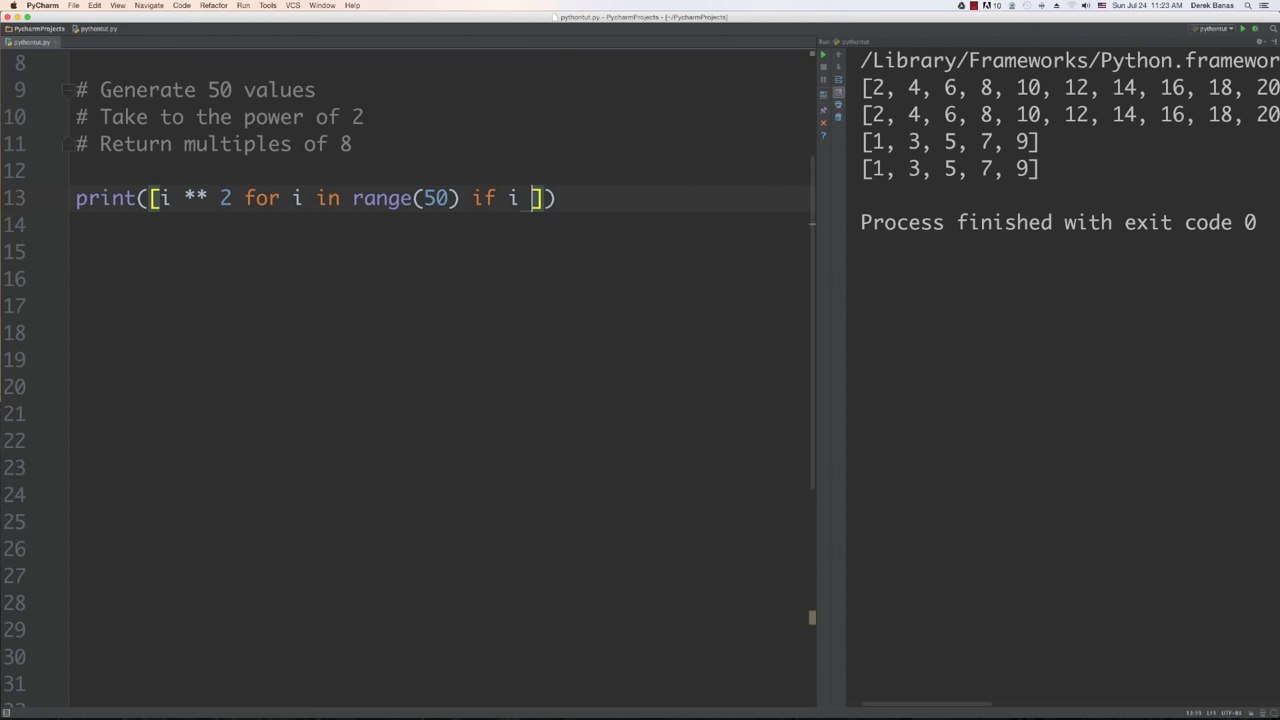 PyCharm File Edit View Navigate Code Refactor Run Tools VCS Window Help 10 Sun Jul 24 11:23 AM Derek Banas
pythontut.py - PycharmProjects - [~/PycharmProjects]
PycharmProjects pythontut.py pythontut
pythontut.py
Run: pythontut
8
9 # Generate 50 values
10 # Take to the power of 2
11 # Return multiples of 8
12
13 print([i ** 2 for i in range(50) if i ])
14
15
16
17
18
19
20
21
22
23
24
25
26
27
28
29
30
31
/Library/Frameworks/Python.framewor
[2, 4, 6, 8, 10, 12, 14, 16, 18, 20
[2, 4, 6, 8, 10, 12, 14, 16, 18, 20
[1, 3, 5, 7, 9]
[1, 3, 5, 7, 9]
Process finished with exit code 0